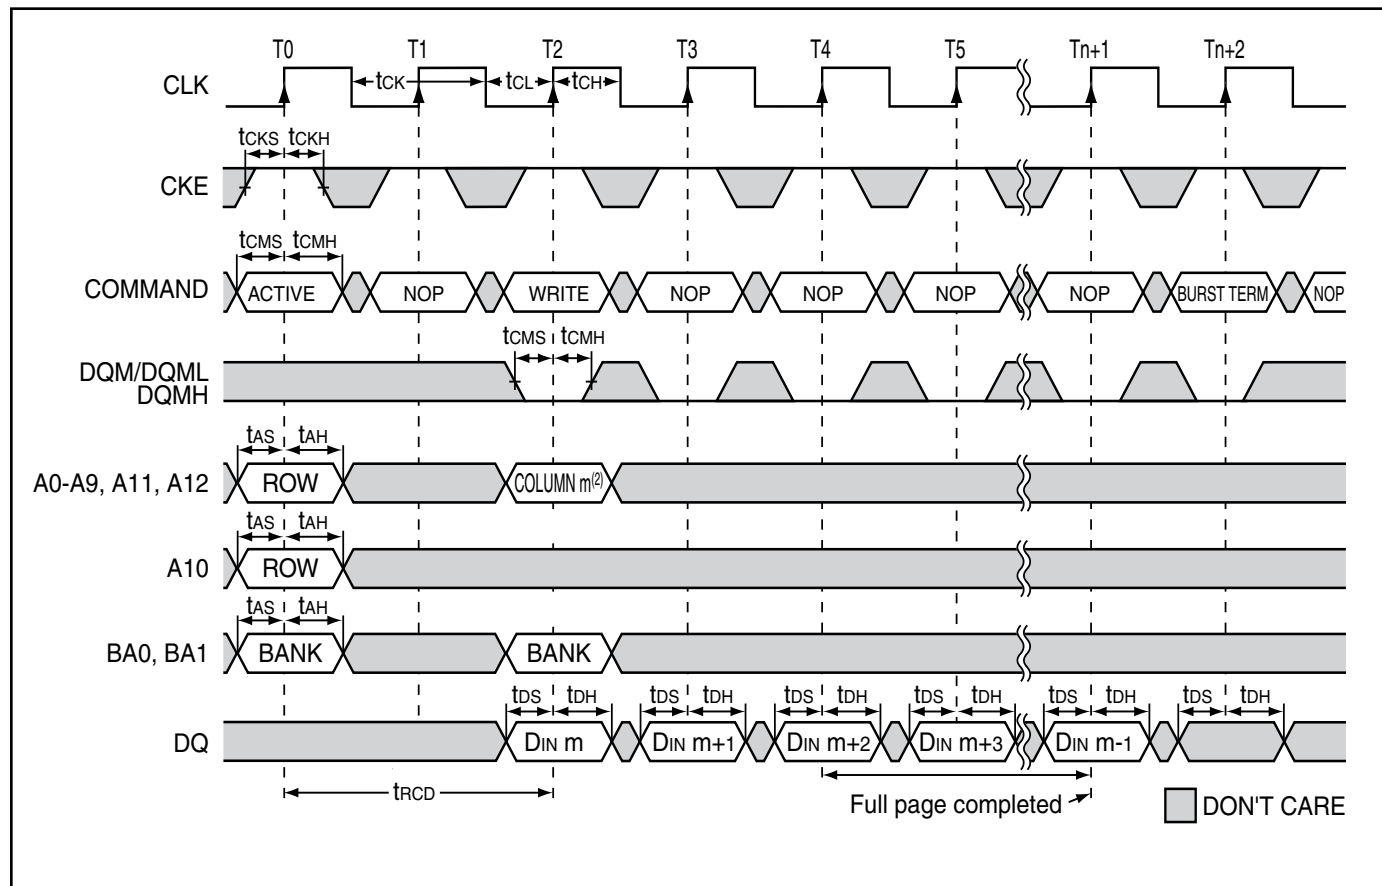 T0 T1 T2 T3 T4 T5 Tn+1 Tn+2
CLK tCK tCL tCH
tCKS tCKH
CKE
tCMS tCMH
COMMAND ACTIVE NOP WRITE NOP NOP NOP NOP BURST TERM NOP
tCMS tCMH
DQM/DQML
DQMH
tAS tAH
A0-A9, A11, A12 ROW COLUMN m(2)
tAS tAH
A10 ROW
tAS tAH
BA0, BA1 BANK BANK
tDS tDH tDS tDH tDS tDH tDS tDH tDS tDH tDS tDH
DQ DIN m DIN m+1 DIN m+2 DIN m+3 DIN m-1
tRCD
Full page completed DON'T CARE